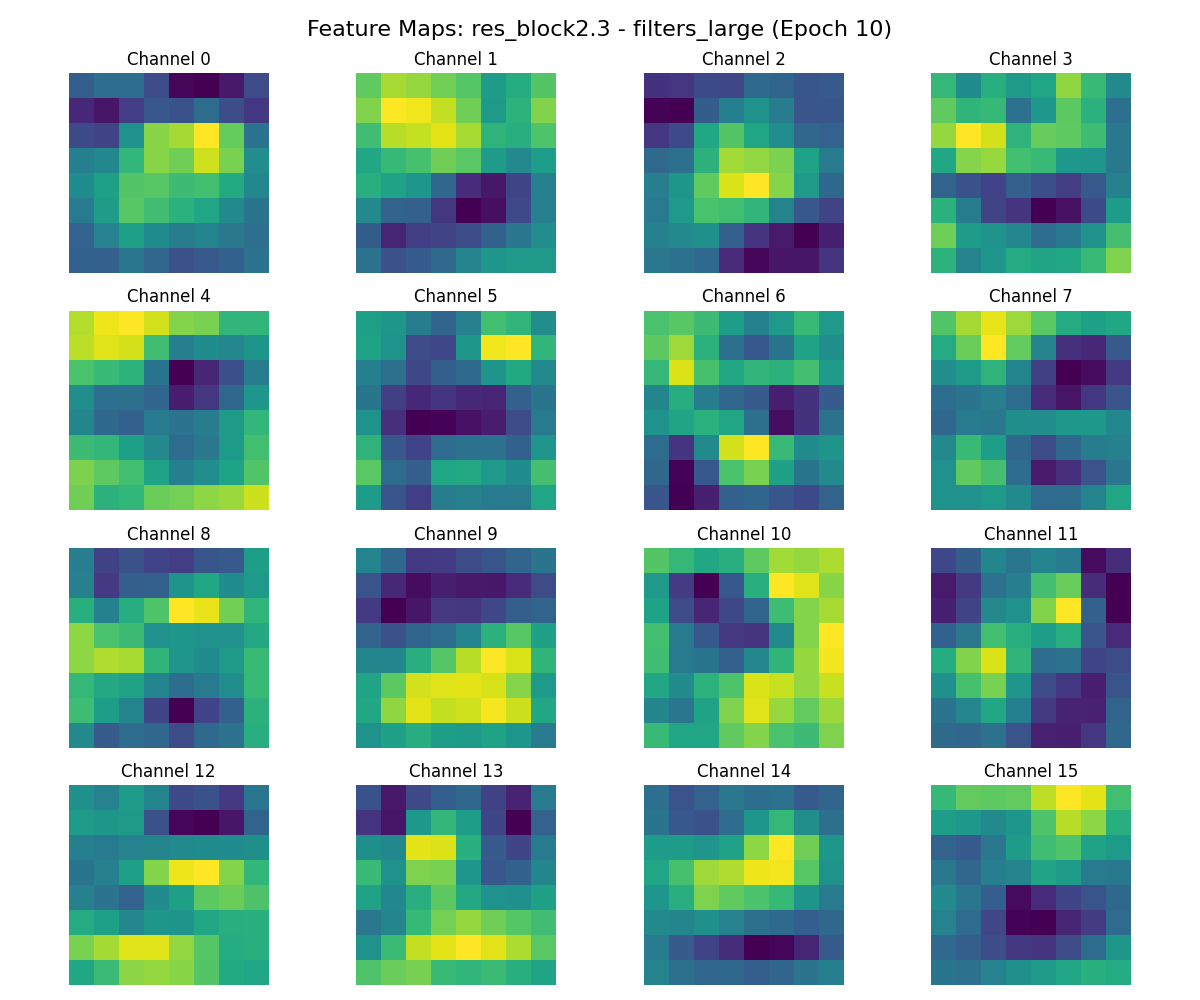 Feature Maps: res_block2.3 - filters_large (Epoch 10)
Channel 0 Channel 1 Channel 2 Channel 3
Channel 4 Channel 5 Channel 6 Channel 7
Channel 8 Channel 9 Channel 10 Channel 11
Channel 12 Channel 13 Channel 14 Channel 15